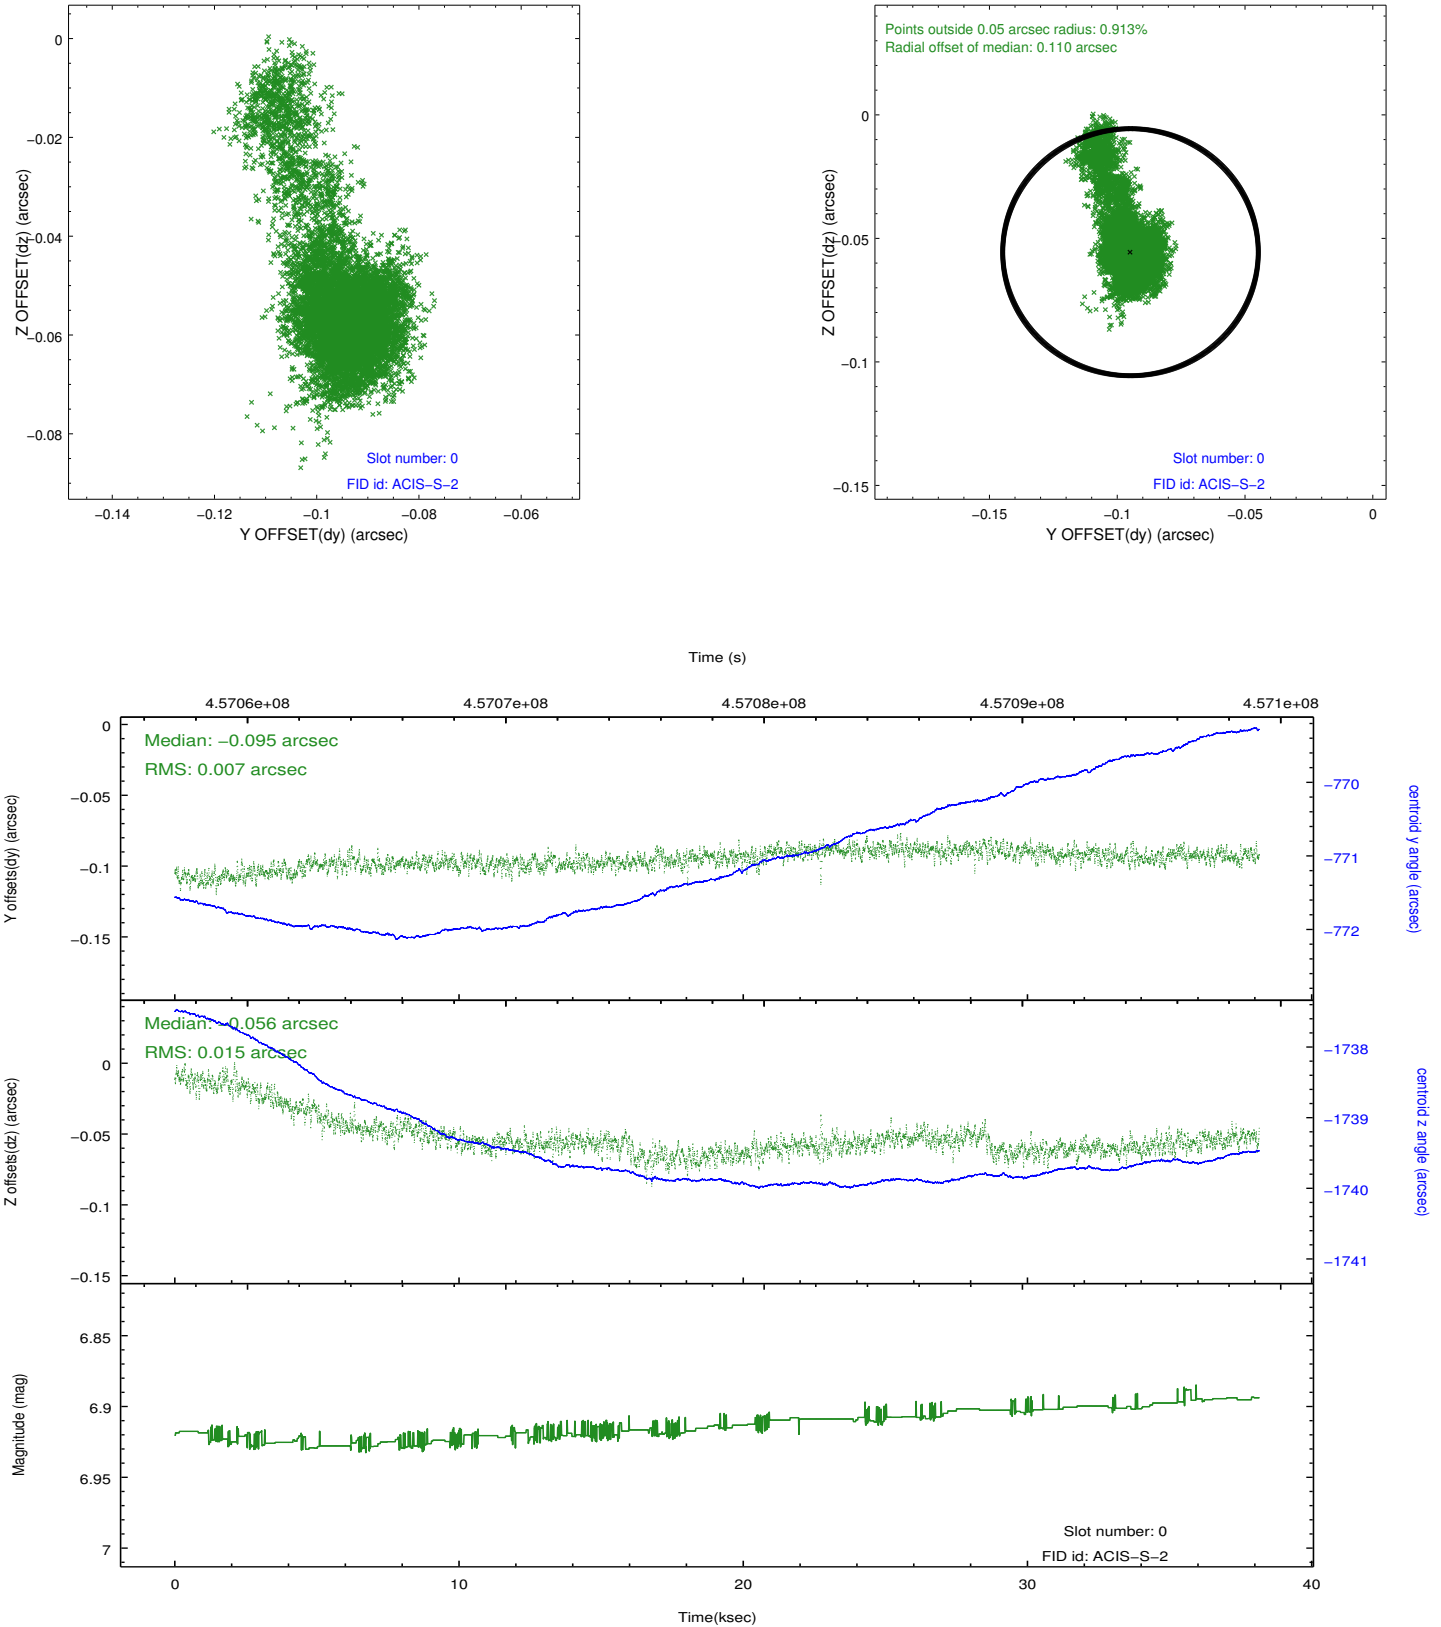 0
−0.02
−0.04
−0.06
−0.08
Z OFFSET(dz) (arcsec)
Slot number: 0
FID id: ACIS−S−2
−0.14
−0.12
−0.1
−0.08
−0.06
Y OFFSET(dy) (arcsec)
Points outside 0.05 arcsec radius: 0.913%
Radial offset of median: 0.110 arcsec
0
−0.05
−0.1
−0.15
Z OFFSET(dz) (arcsec)
Slot number: 0
FID id: ACIS−S−2
−0.15
−0.1
−0.05
0
Y OFFSET(dy) (arcsec)
Time (s)
4.5706e+08
4.5707e+08
4.5708e+08
4.5709e+08
4.571e+08
Median: −0.095 arcsec
RMS: 0.007 arcsec
0
−0.05
−0.1
−0.15
Y offsets(dy) (arcsec)
−770
−771
−772
centroid y angle (arcsec)
Median: −0.056 arcsec
RMS: 0.015 arcsec
0
−0.05
−0.1
−0.15
Z offsets(dz) (arcsec)
−1738
−1739
−1740
−1741
centroid z angle (arcsec)
6.85
6.9
6.95
7
Magnitude (mag)
Slot number: 0
FID id: ACIS−S−2
0
10
20
30
40
Time(ksec)